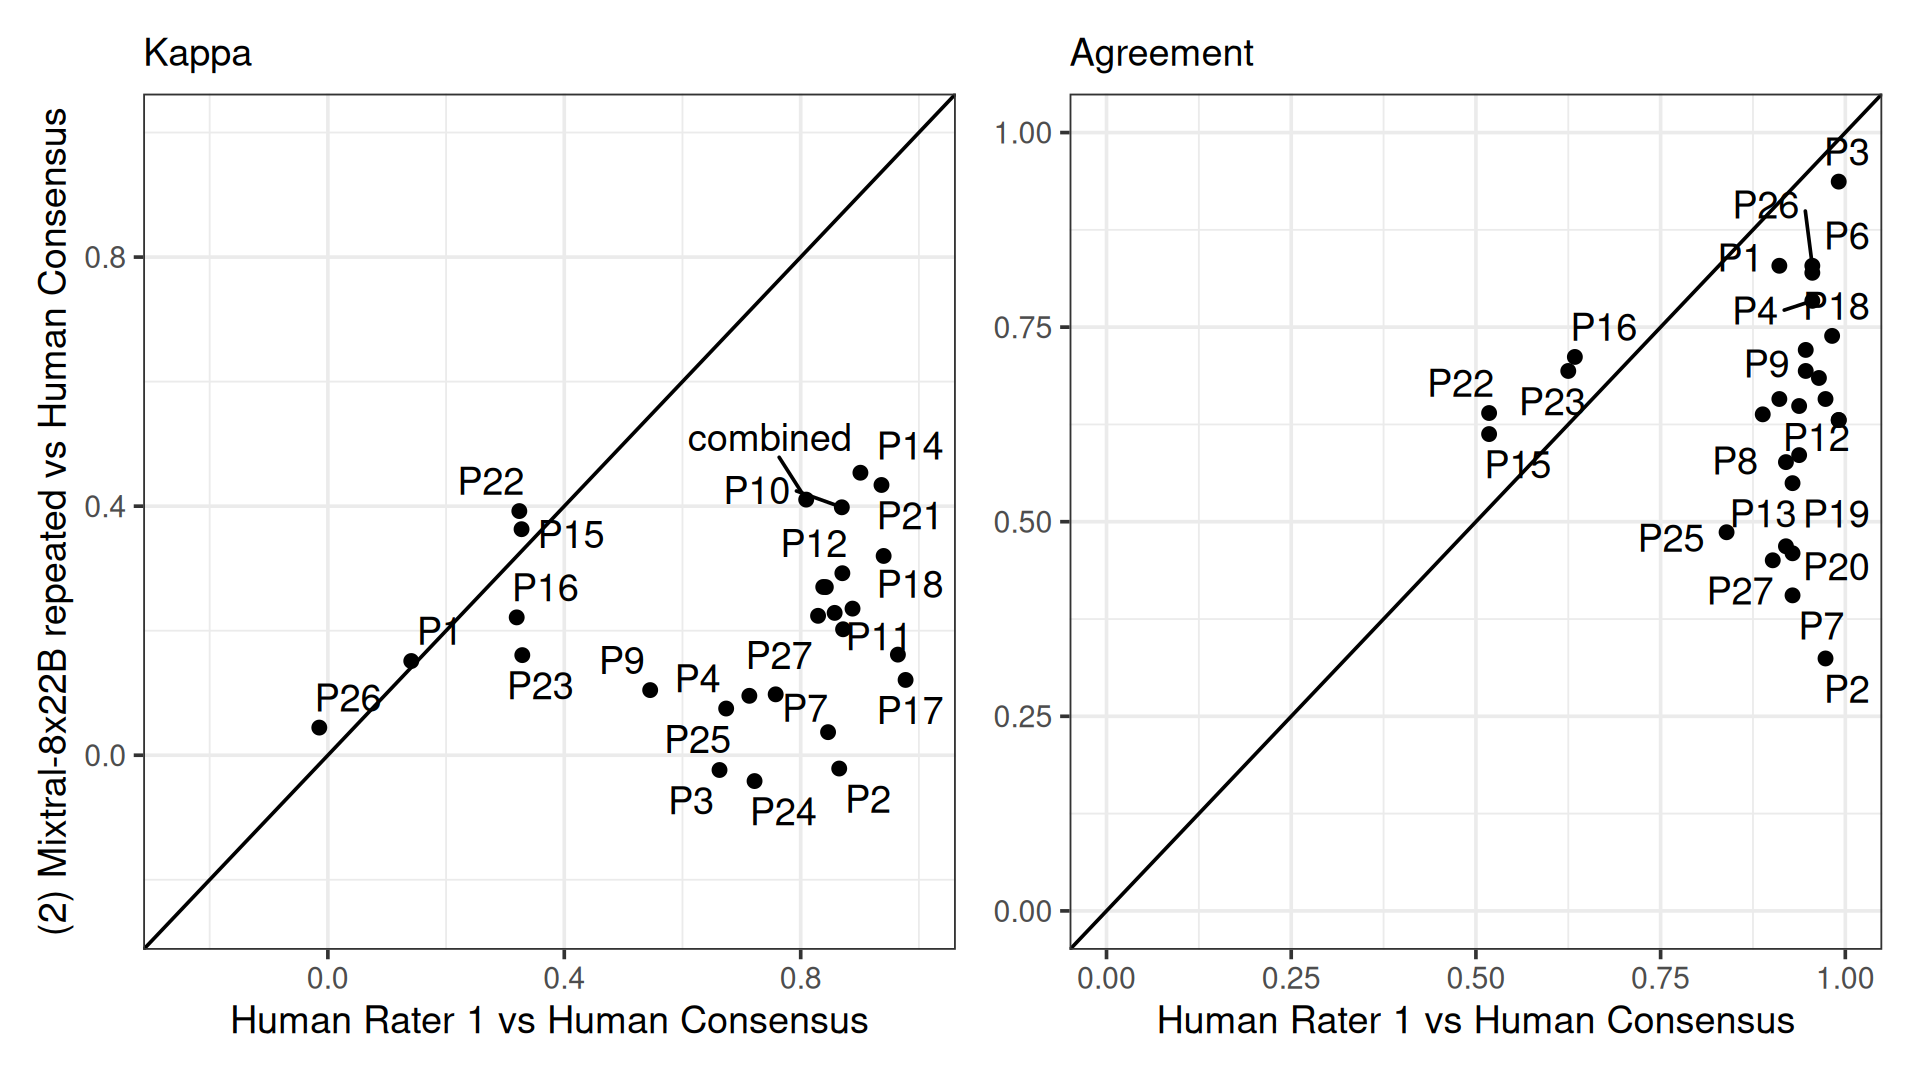 Kappa
(2) Mixtral-8x22B repeated vs Human Consensus
0.8
0.4
0.0
combined
P14
P10
P22
P21
P15
P12
P16
P18
P1
P11
P9
P27
P4
P26
P23
P7
P17
P25
P3
P24
P2
0.0 0.4 0.8
Human Rater 1 vs Human Consensus
Agreement
1.00
0.75
0.50
0.25
0.00
P3
P26
P6
P1
P4
P18
P16
P9
P22
P23
P12
P15
P8
P13
P19
P25
P20
P27
P7
P2
0.00 0.25 0.50 0.75 1.00
Human Rater 1 vs Human Consensus